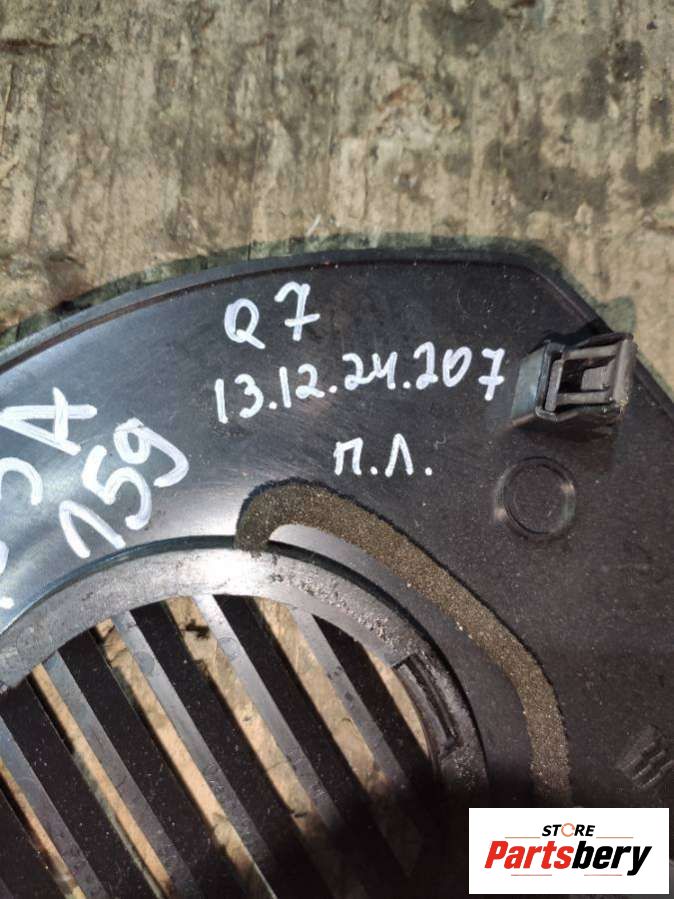 Q7
13.12.24.207
П.Л.
159
STORE
Partsbery